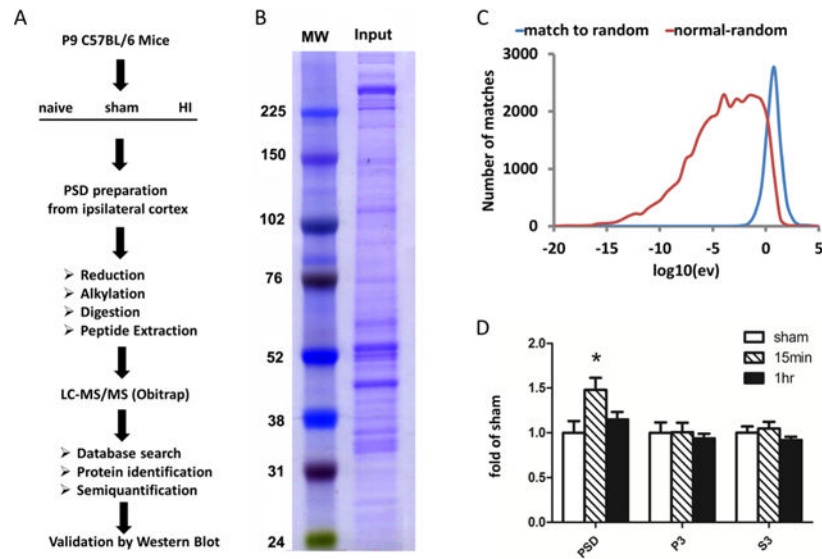 A
P9 C57BL/6 Mice
naive sham HI
PSD preparation
from ipsilateral cortex
➢ Reduction
➢ Alkylation
➢ Digestion
➢ Peptide Extraction
LC-MS/MS (Obitrap)
➢ Database search
➢ Protein identification
➢ Semiquantification
Validation by Western Blot
B
MW Input
225
150
102
76
52
38
31
24
C
match to random normal-random
Number of matches
3000
2000
1000
0
-20 -15 -10 -5 0 5
log10(ev)
D
sham
15min
1hr
*
fold of sham
2.0
1.5
1.0
0.5
0.0
PSD P3 S3